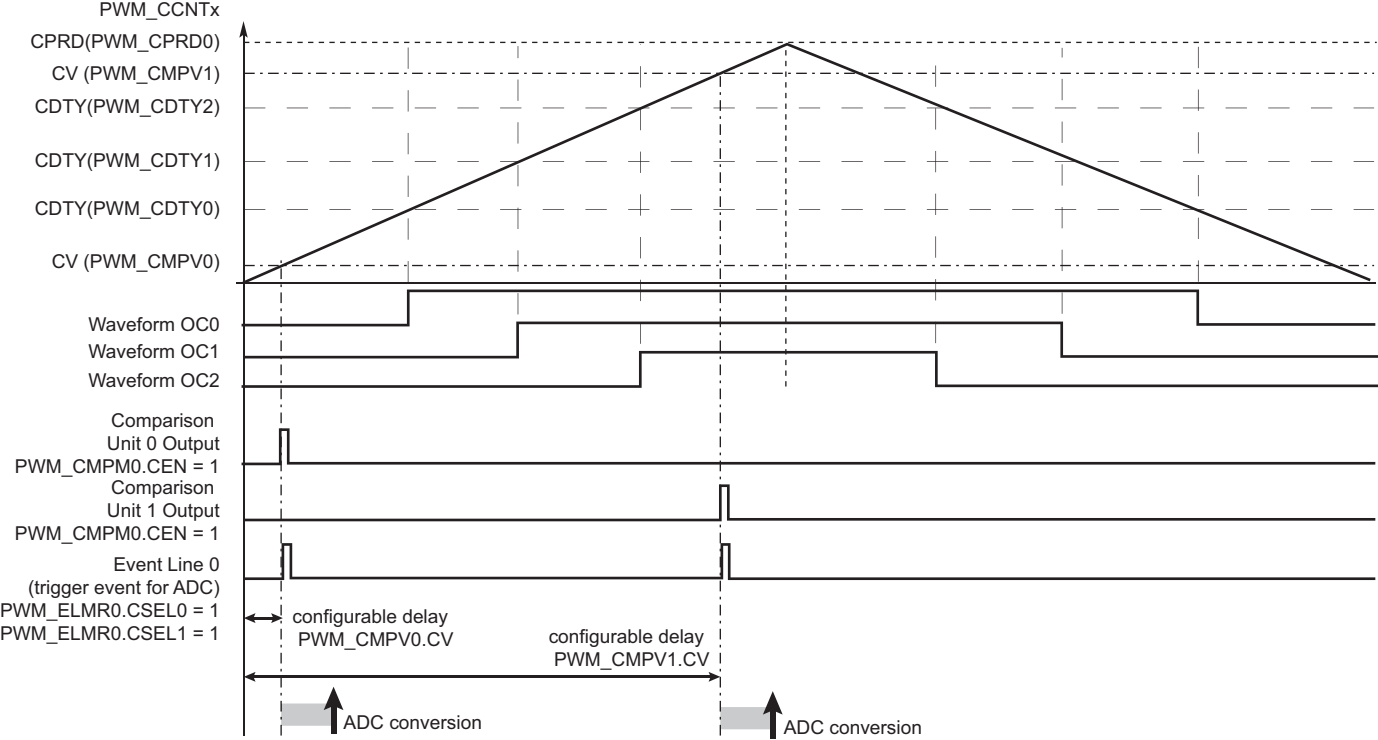 PWM_CCNTx
CPRD(PWM_CPRD0)
CV (PWM_CMPV1)
CDTY(PWM_CDTY2)
CDTY(PWM_CDTY1)
CDTY(PWM_CDTY0)
CV (PWM_CMPV0)
Waveform OC0
Waveform OC1
Waveform OC2
Comparison
Unit 0 Output
PWM_CMPM0.CEN = 1
Comparison
Unit 1 Output
PWM_CMPM0.CEN = 1
Event Line 0
(trigger event for ADC)
PWM_ELMR0.CSEL0 = 1
PWM_ELMR0.CSEL1 = 1
configurable delay
PWM_CMPV0.CV
configurable delay
PWM_CMPV1.CV
ADC conversion
ADC conversion